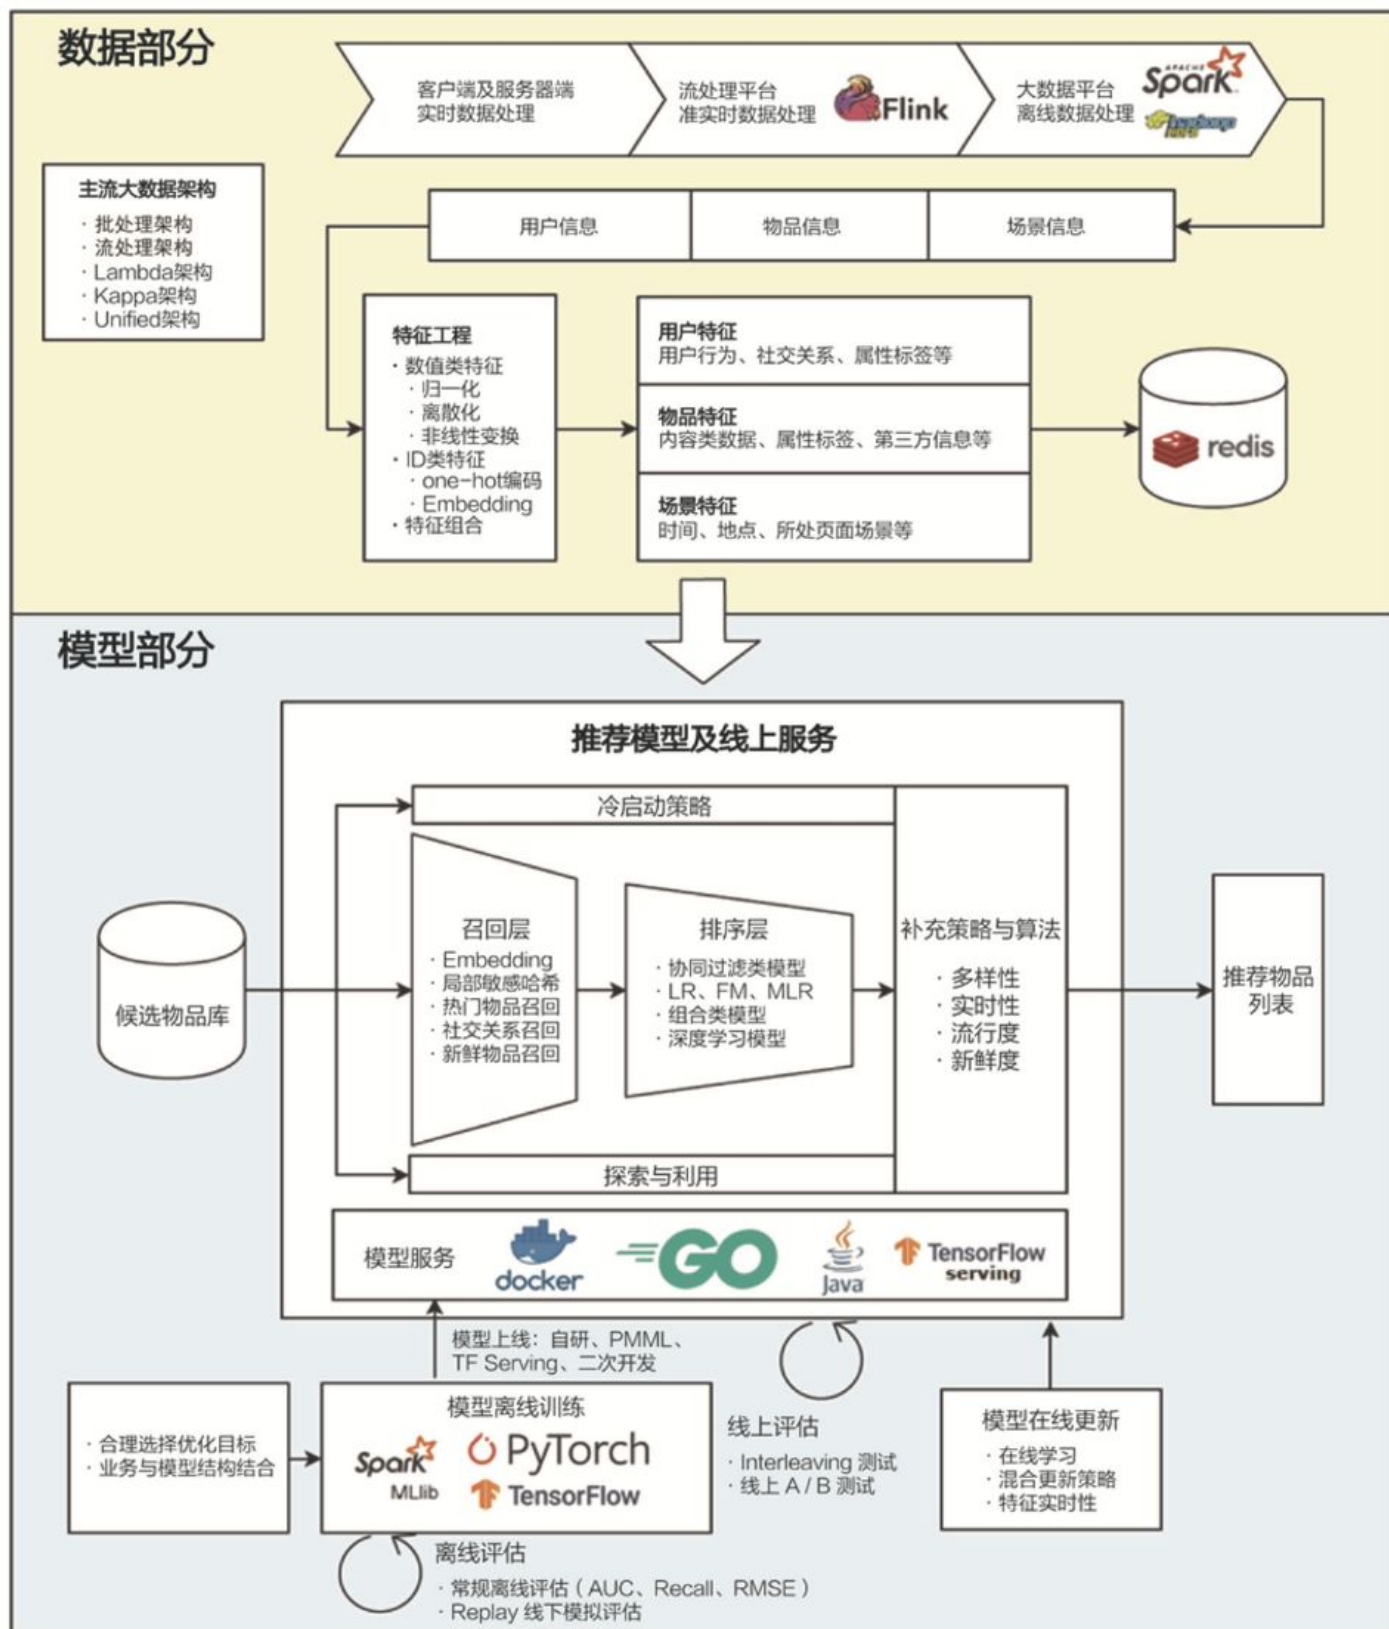 数据部分
客户端及服务器端
实时数据处理
流处理平台
准实时数据处理
Flink
大数据平台
离线数据处理
APACHE
Spark
hadoop
主流大数据架构
· 批处理架构
· 流处理架构
· Lambda架构
· Kappa架构
· Unified架构
用户信息
物品信息
场景信息
特征工程
· 数值类特征
· 归一化
· 离散化
· 非线性变换
· ID类特征
· one-hot编码
· Embedding
· 特征组合
用户特征
用户行为、社交关系、属性标签等
物品特征
内容类数据、属性标签、第三方信息等
场景特征
时间、地点、所处页面场景等
redis
模型部分
推荐模型及线上服务
冷启动策略
候选物品库
召回层
· Embedding
· 局部敏感哈希
· 热门物品召回
· 社交关系召回
· 新鲜物品召回
排序层
· 协同过滤类模型
· LR、FM、MLR
· 组合类模型
· 深度学习模型
补充策略与算法
· 多样性
· 实时性
· 流行度
· 新鲜度
推荐物品
列表
探索与利用
模型服务
docker
GO
Java
TensorFlow
serving
模型上线：自研、PMML、
TF Serving、二次开发
· 合理选择优化目标
· 业务与模型结构结合
模型离线训练
Spark
MLlib
PyTorch
TensorFlow
线上评估
· Interleaving 测试
· 线上 A / B 测试
模型在线更新
· 在线学习
· 混合更新策略
· 特征实时性
离线评估
· 常规离线评估（AUC、Recall、RMSE）
· Replay 线下模拟评估